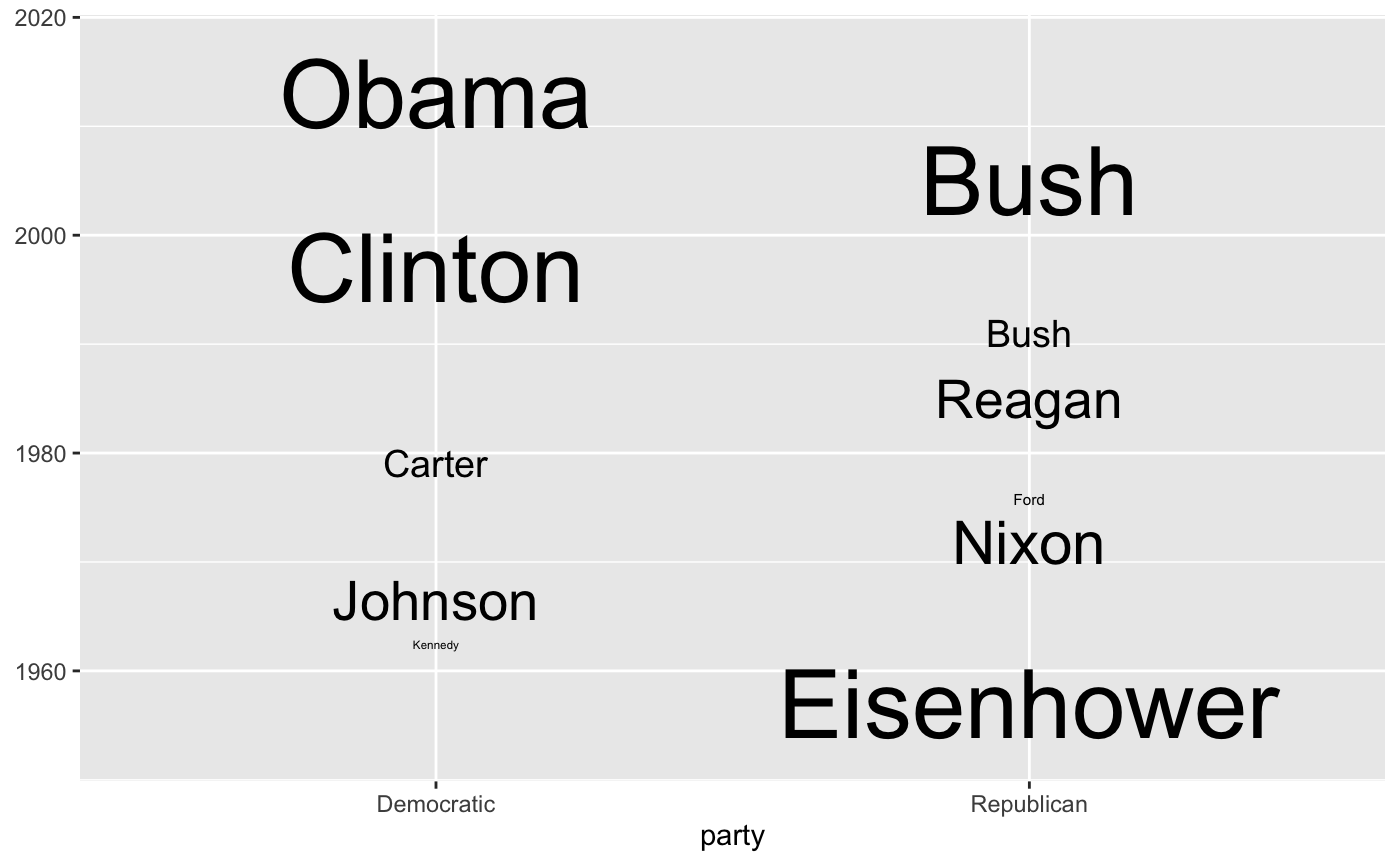 2020
Obama
Bush
2000
Clinton
Bush
Reagan
1980
Carter
Ford
Nixon
Johnson
Kennedy
1960
Eisenhower
Democratic Republican
party